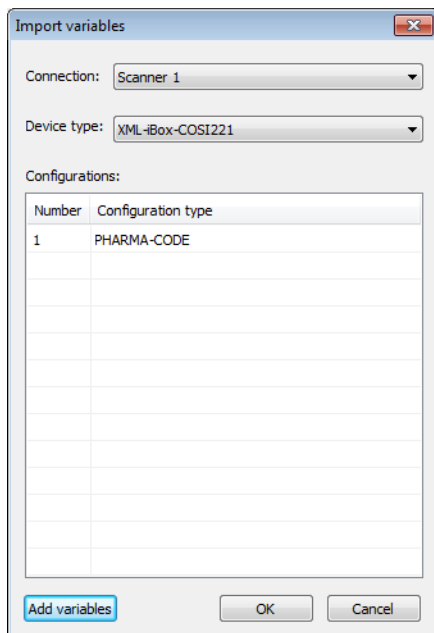 Import variables
Connection: Scanner 1
Device type: XML-iBox-COSI221
Configurations:
Number Configuration type
1 PHARMA-CODE
Add variables OK Cancel